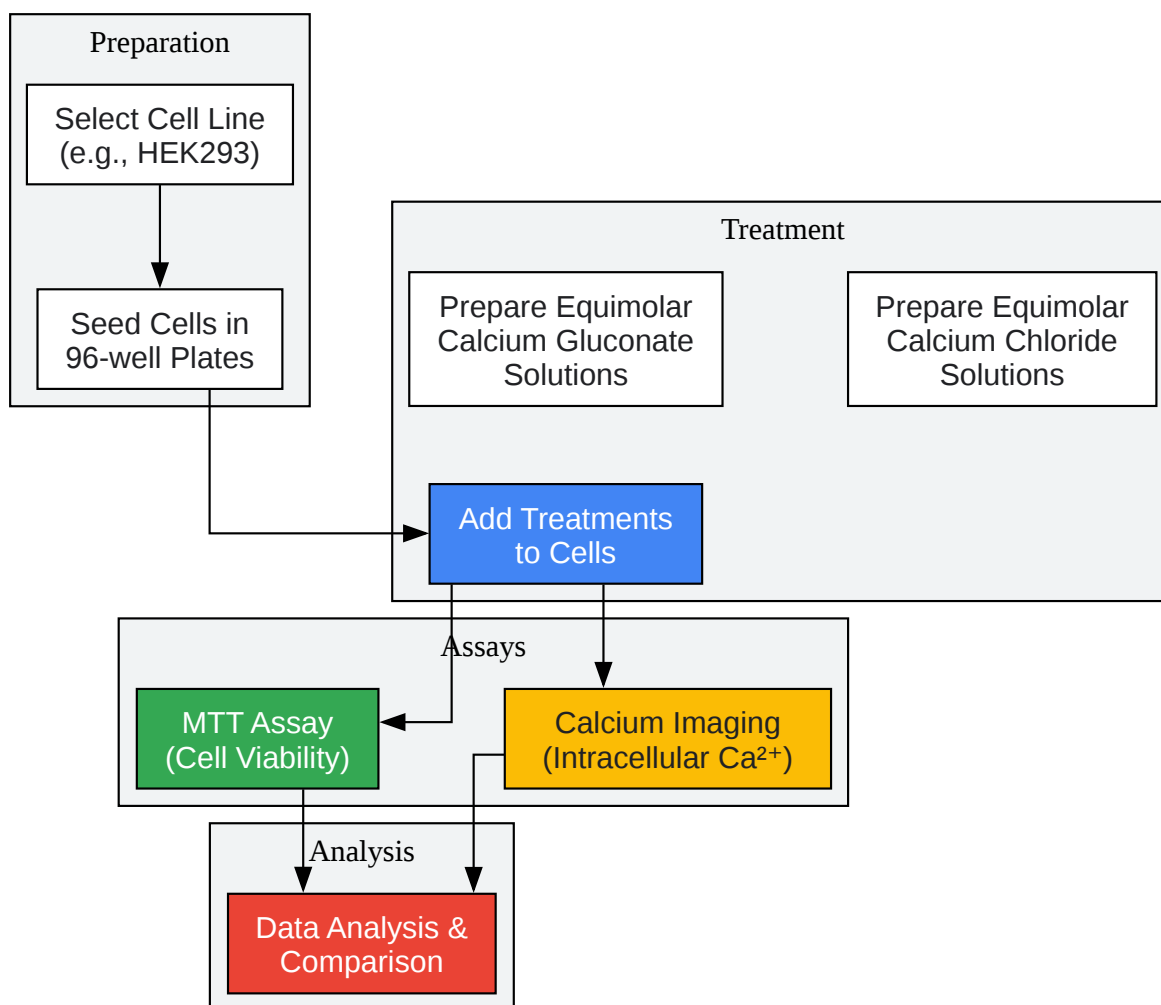 Preparation
Select Cell Line
(e.g., HEK293)
Seed Cells in
96-well Plates
Treatment
Prepare Equimolar
Calcium Gluconate
Solutions
Prepare Equimolar
Calcium Chloride
Solutions
Add Treatments
to Cells
Assays
MTT Assay
(Cell Viability)
Calcium Imaging
(Intracellular Ca²⁺)
Analysis
Data Analysis &
Comparison